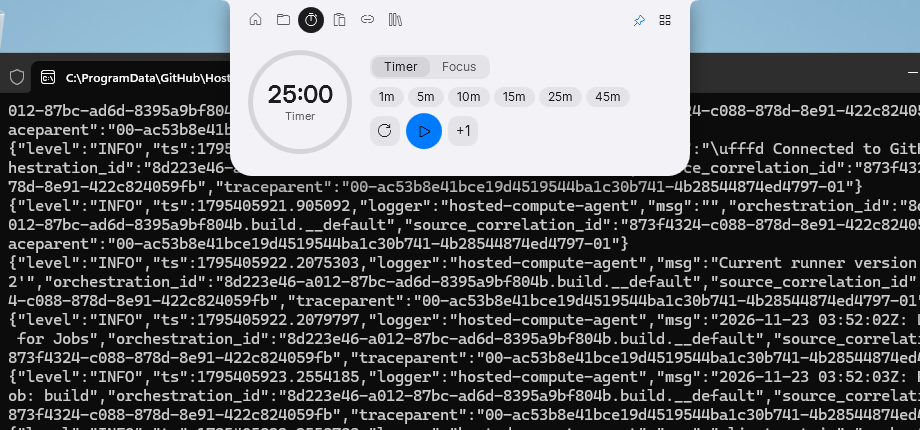 C:\ProgramData\GitHub\Host
25:00
Timer
Timer Focus
1m 5m 10m 15m 25m 45m
+1
012-87bc-ad6d-8395a9bf804 4-c088-878d-8e91-422c82405
aceparent":"00-ac53b8e41b
{"level":"INFO","ts":1795 :"\ufffd Connected to GitH
hestration_id":"8d223e46-a ource_correlation_id":"873f4324
78d-8e91-422c824059fb","traceparent":"00-ac53b8e41bce19d4519544ba1c30b741-4b28544874ed4797-01"}
{"level":"INFO","ts":1795405921.905092,"logger":"hosted-compute-agent","msg":"","orchestration_id":"8d
012-87bc-ad6d-8395a9bf804b.build.__default","source_correlation_id":"873f4324-c088-878d-8e91-422c82405
aceparent":"00-ac53b8e41bce19d4519544ba1c30b741-4b28544874ed4797-01"}
{"level":"INFO","ts":1795405922.2075303,"logger":"hosted-compute-agent","msg":"Current runner version
2'","orchestration_id":"8d223e46-a012-87bc-ad6d-8395a9bf804b.build.__default","source_correlation_id"
4-c088-878d-8e91-422c824059fb","traceparent":"00-ac53b8e41bce19d4519544ba1c30b741-4b28544874ed4797-01"
{"level":"INFO","ts":1795405922.2079797,"logger":"hosted-compute-agent","msg":"2026-11-23 03:52:02Z: L
for Jobs","orchestration_id":"8d223e46-a012-87bc-ad6d-8395a9bf804b.build.__default","source_correlati
873f4324-c088-878d-8e91-422c824059fb","traceparent":"00-ac53b8e41bce19d4519544ba1c30b741-4b28544874ed4
{"level":"INFO","ts":1795405923.2554185,"logger":"hosted-compute-agent","msg":"2026-11-23 03:52:03Z: R
ob: build","orchestration_id":"8d223e46-a012-87bc-ad6d-8395a9bf804b.build.__default","source_correlati
873f4324-c088-878d-8e91-422c824059fb","traceparent":"00-ac53b8e41bce19d4519544ba1c30b741-4b28544874ed4